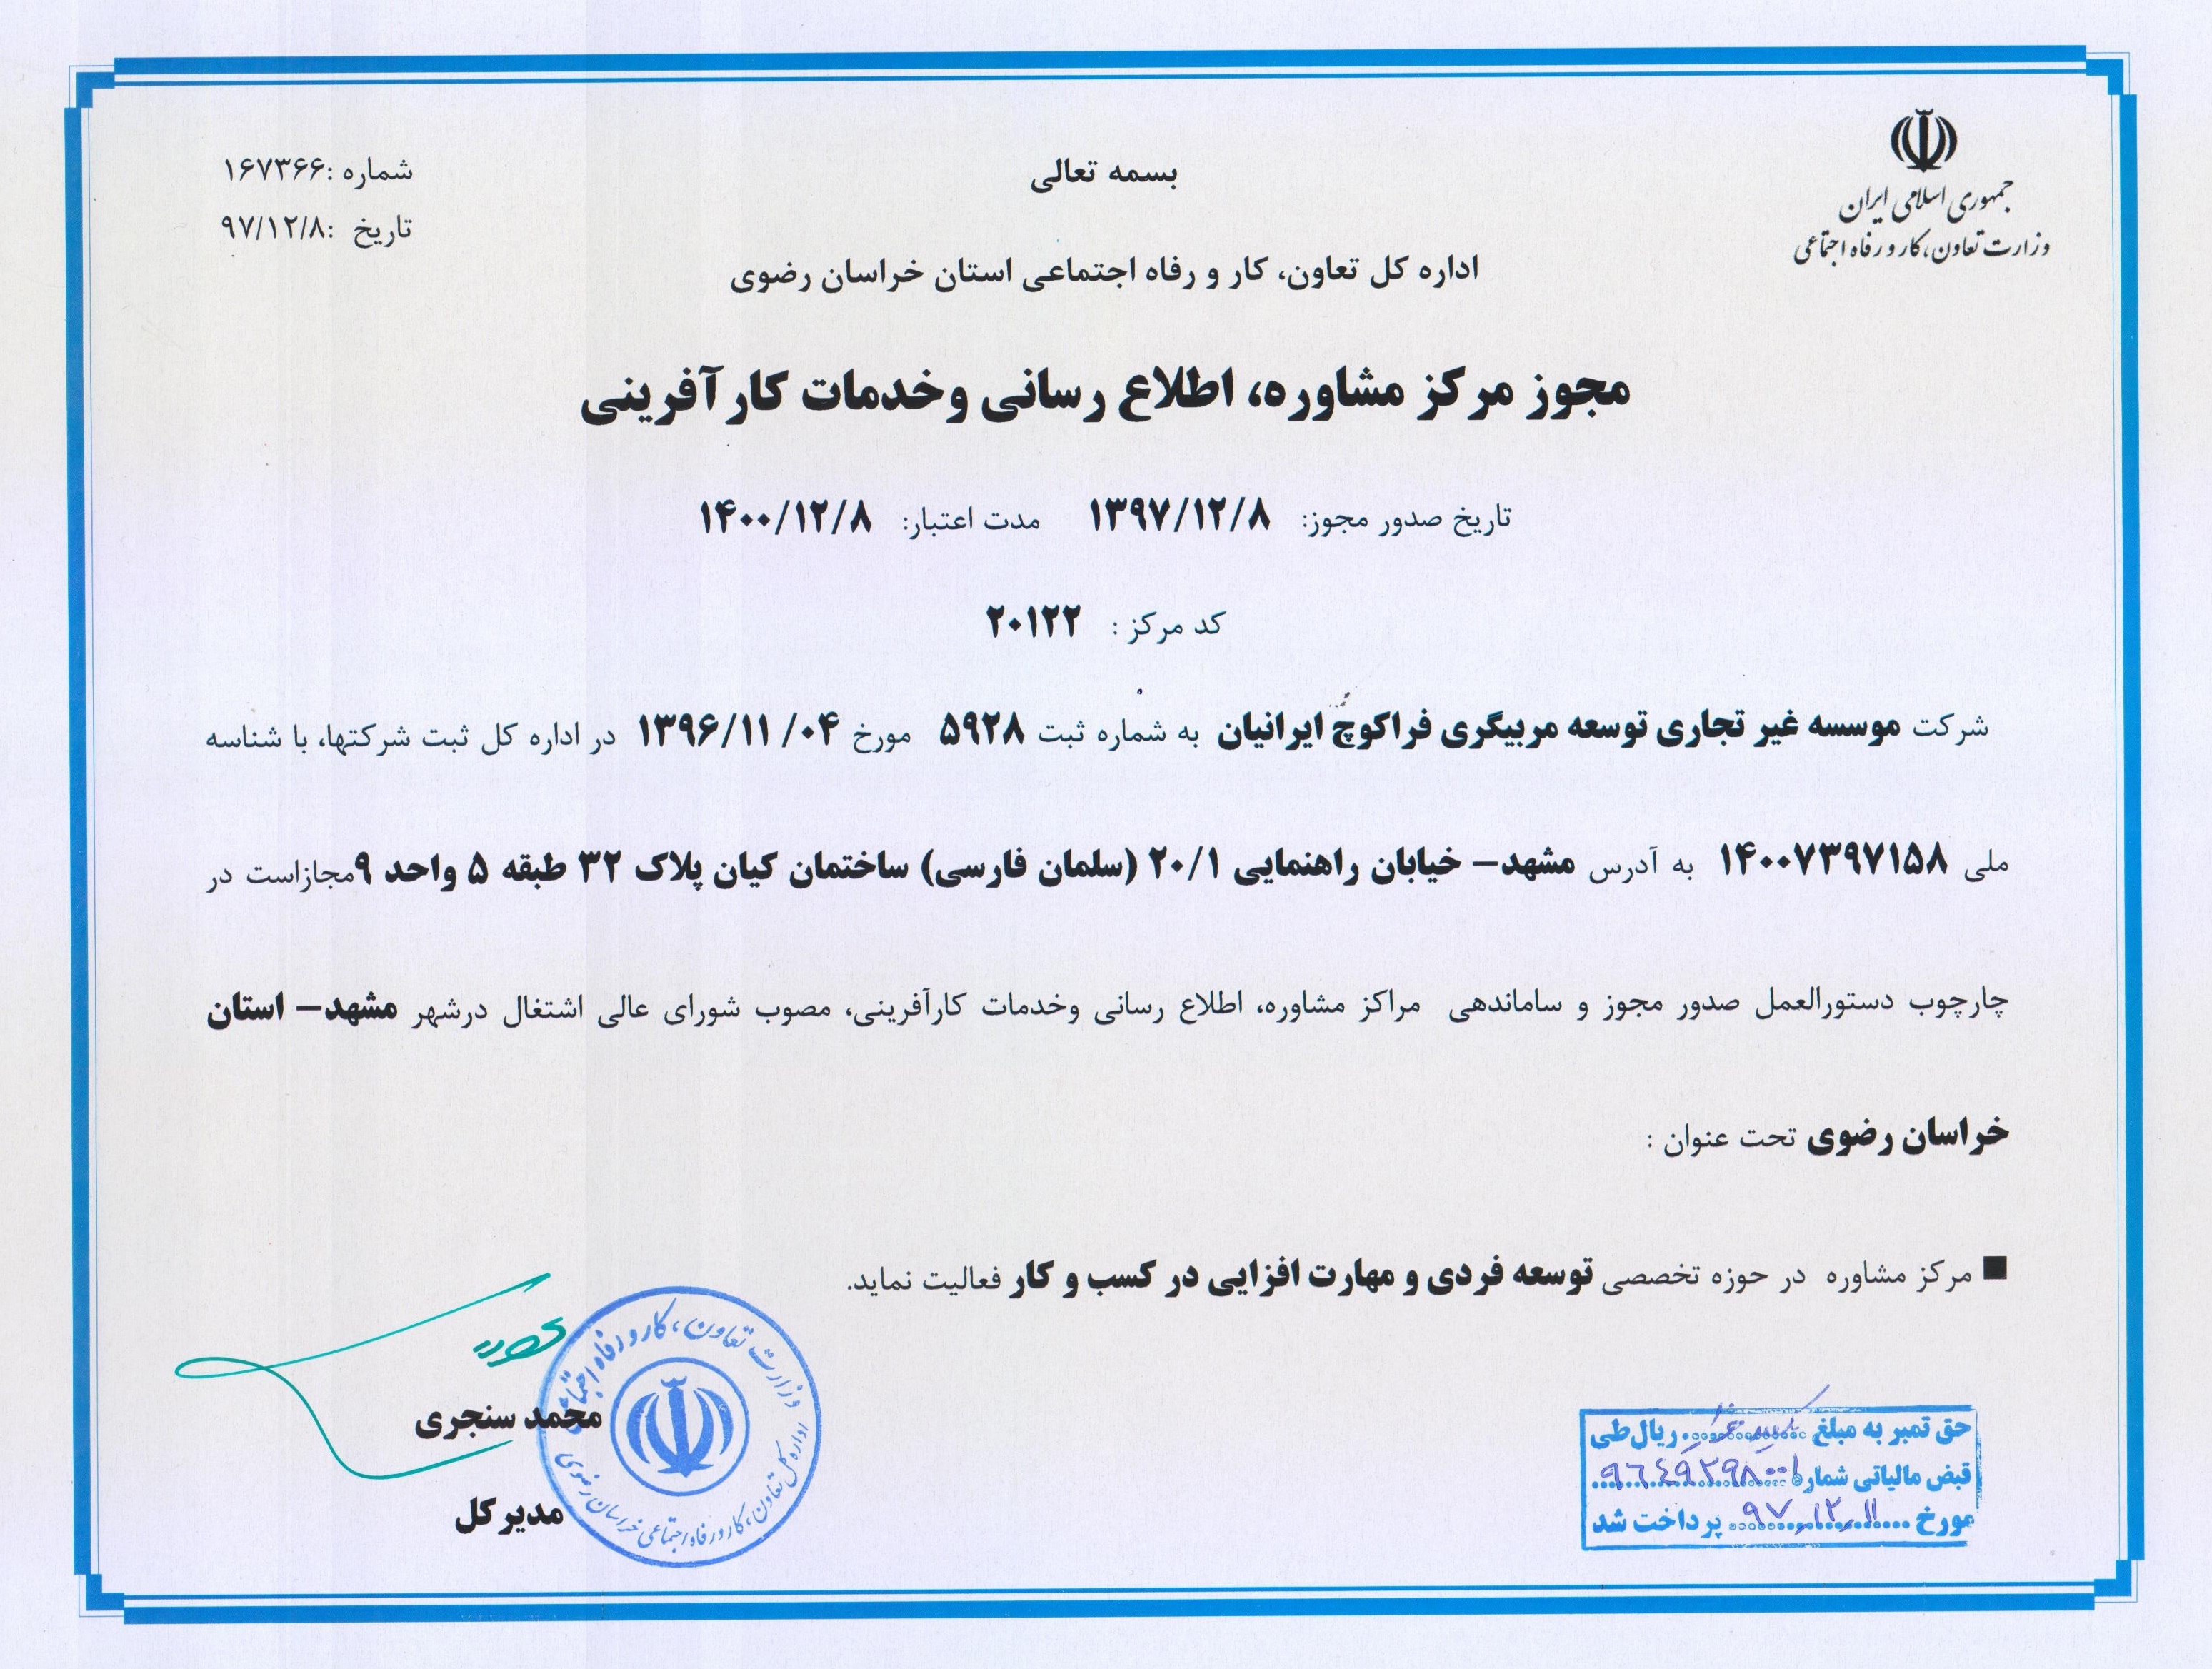 جمهوری اسلامی ایران
وزارت تعاون، کار و رفاه اجتماعی
بسمه تعالی
شماره :۱۶۷۳۶۶
تاریخ :۹۷/۱۲/۸
اداره کل تعاون، کار و رفاه اجتماعی استان خراسان رضوی
مجوز مرکز مشاوره، اطلاع رسانی وخدمات کارآفرینی
تاریخ صدور مجوز: ۱۳۹۷/۱۲/۸ مدت اعتبار: ۱۴۰۰/۱۲/۸
کد مرکز : ۲۰۱۲۲
شرکت موسسه غیر تجاری توسعه مربیگری فراکوچ ایرانیان به شماره ثبت ۵۹۲۸ مورخ ۱۳۹۶/۱۱/۰۴ در اداره کل ثبت شرکتها، با شناسه
ملی ۱۴۰۰۷۳۹۷۱۵۸ به آدرس مشهد– خیابان راهنمایی ۲۰/۱ (سلمان فارسی) ساختمان کیان پلاک ۳۲ طبقه ۵ واحد ۹مجازاست در
چارچوب دستورالعمل صدور مجوز و ساماندهی مراکز مشاوره، اطلاع رسانی وخدمات کارآفرینی، مصوب شورای عالی اشتغال درشهر مشهد– استان
خراسان رضوی تحت عنوان :
■ مرکز مشاوره در حوزه تخصصی توسعه فردی و مهارت افزایی در کسب و کار فعالیت نماید.
وزارت تعاون، کار و رفاه اجتماعی
اداره کل تعاون، کار و رفاه اجتماعی خراسان رضوی
محمد سنجری
مدیر کل
حق تمبر به مبلغ ریال طی
قبض مالیاتی شماره
مورخ ۹۷/۱۲/۱۱ پرداخت شد